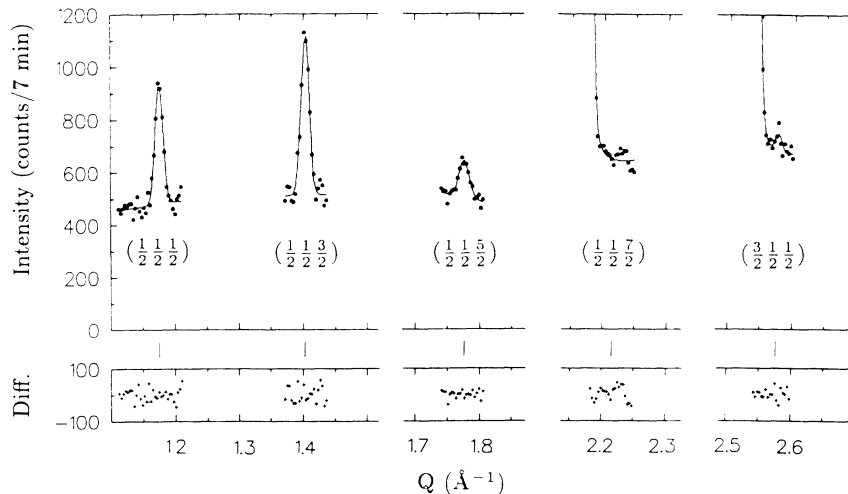 Intensity (counts/7 min)
1200
1000
800
600
400
200
0
(1/2 1/2 1/2)
(1/2 1/2 3/2)
(1/2 1/2 5/2)
(1/2 1/2 7/2)
(3/2 1/2 1/2)
Diff.
100
−100
1 2
1.3
1.4
1.7
1.8
2.2
2.3
2.5
2.6
Q (Å⁻¹)